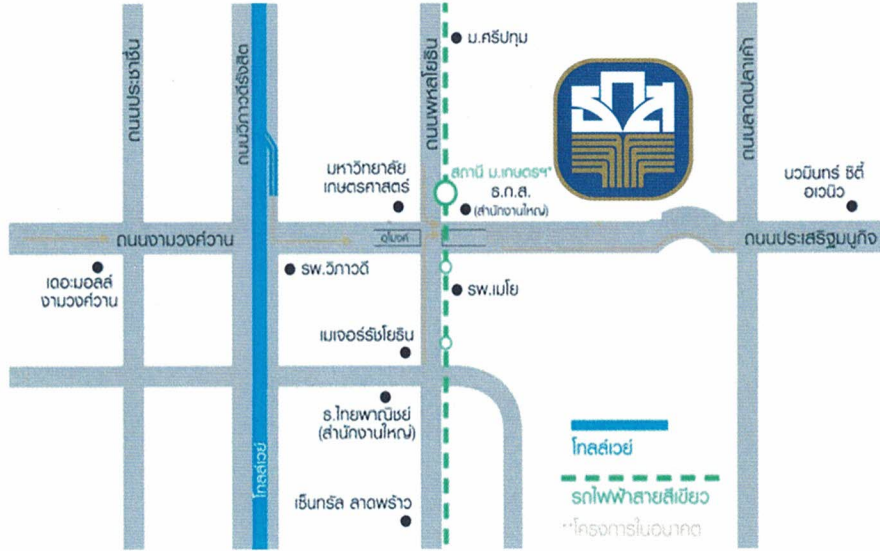 ม.ศรีปทุม
ถนนประชาชื่น
ถนนวิภาวดีรังสิต
ถนนพหลโยธิน
ถนนลาดปลาเค้า
ธกส
มหาวิทยาลัย
เกษตรศาสตร์
สถานี ม.เกษตรฯ*
ธ.ก.ส.
(สำนักงานใหญ่)
นวมินทร์ ซิตี้
อเวนิว
ถนนงามวงศ์วาน
อุโมงค์
ถนนประเสริฐมนูกิจ
เดอะมอลล์
งามวงศ์วาน
รพ.วิภาวดี
รพ.เมโย
เมเจอร์รัชโยธิน
ธ.ไทยพาณิชย์
(สำนักงานใหญ่)
โทลล์เวย์
เซ็นทรัล ลาดพร้าว
โทลล์เวย์
รถไฟฟ้าสายสีเขียว
**โครงการในอนาคต